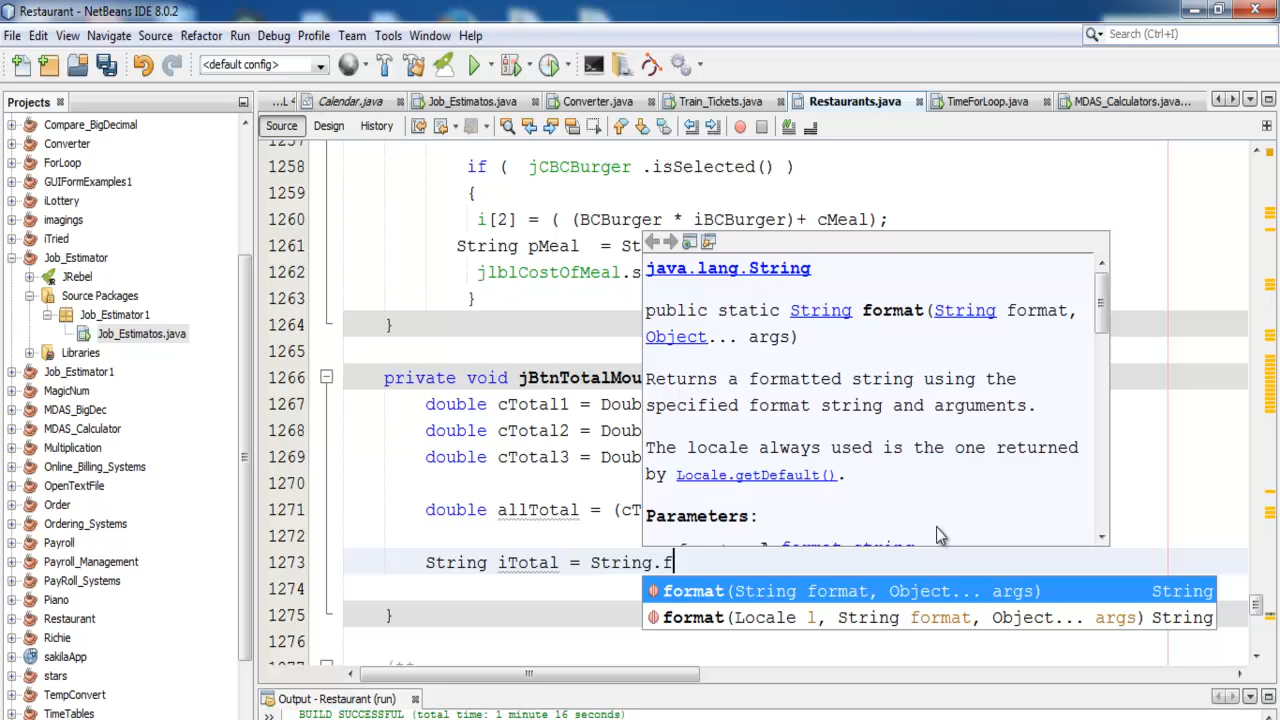 Restaurant - NetBeans IDE 8.0.2
File Edit View Navigate Source Refactor Run Debug Profile Team Tools Window Help
Search (Ctrl+I)
<default config>
Projects
...L 4 Calendar.java Job_Estimatos.java Converter.java Train_Tickets.java Restaurants.java TimeForLoop.java MDAS_Calculators.java...
Source Design History
Compare_BigDecimal
Converter
ForLoop
GUIFormExamples1
iLottery
imagings
iTried
Job_Estimator
JRebel
Source Packages
Job_Estimator1
Job_Estimatos.java
Libraries
Job_Estimator1
MagicNum
MDAS_BigDec
MDAS_Calculator
Multiplication
Online_Billing_Systems
OpenTextFile
Order
Ordering_Systems
Payroll
Payroll_Management
PayRoll_Systems
Piano
Restaurant
Richie
sakilaApp
stars
TempConvert
TimeTables
1257
1258 if ( jCBCBurger .isSelected() )
1259 {
1260 i[2] = ( (BCBurger * iBCBurger)+ cMeal);
1261 String pMeal = St
1262 jlblCostOfMeal.s
1263 }
1264 }
1265
1266 private void jBtnTotalMou
1267 double cTotal1 = Doub
1268 double cTotal2 = Doub
1269 double cTotal3 = Doub
1270
1271 double allTotal = (cT
1272
1273 String iTotal = String.f
1274
1275 }
1276
1277 /**
java.lang.String
public static String format(String format,
Object... args)
Returns a formatted string using the
specified format string and arguments.
The locale always used is the one returned
by Locale.getDefault().
Parameters:
format(String format, Object... args) String
format(Locale l, String format, Object... args) String
Output - Restaurant (run)
BUILD SUCCESSFUL (total time: 1 minute 16 seconds)